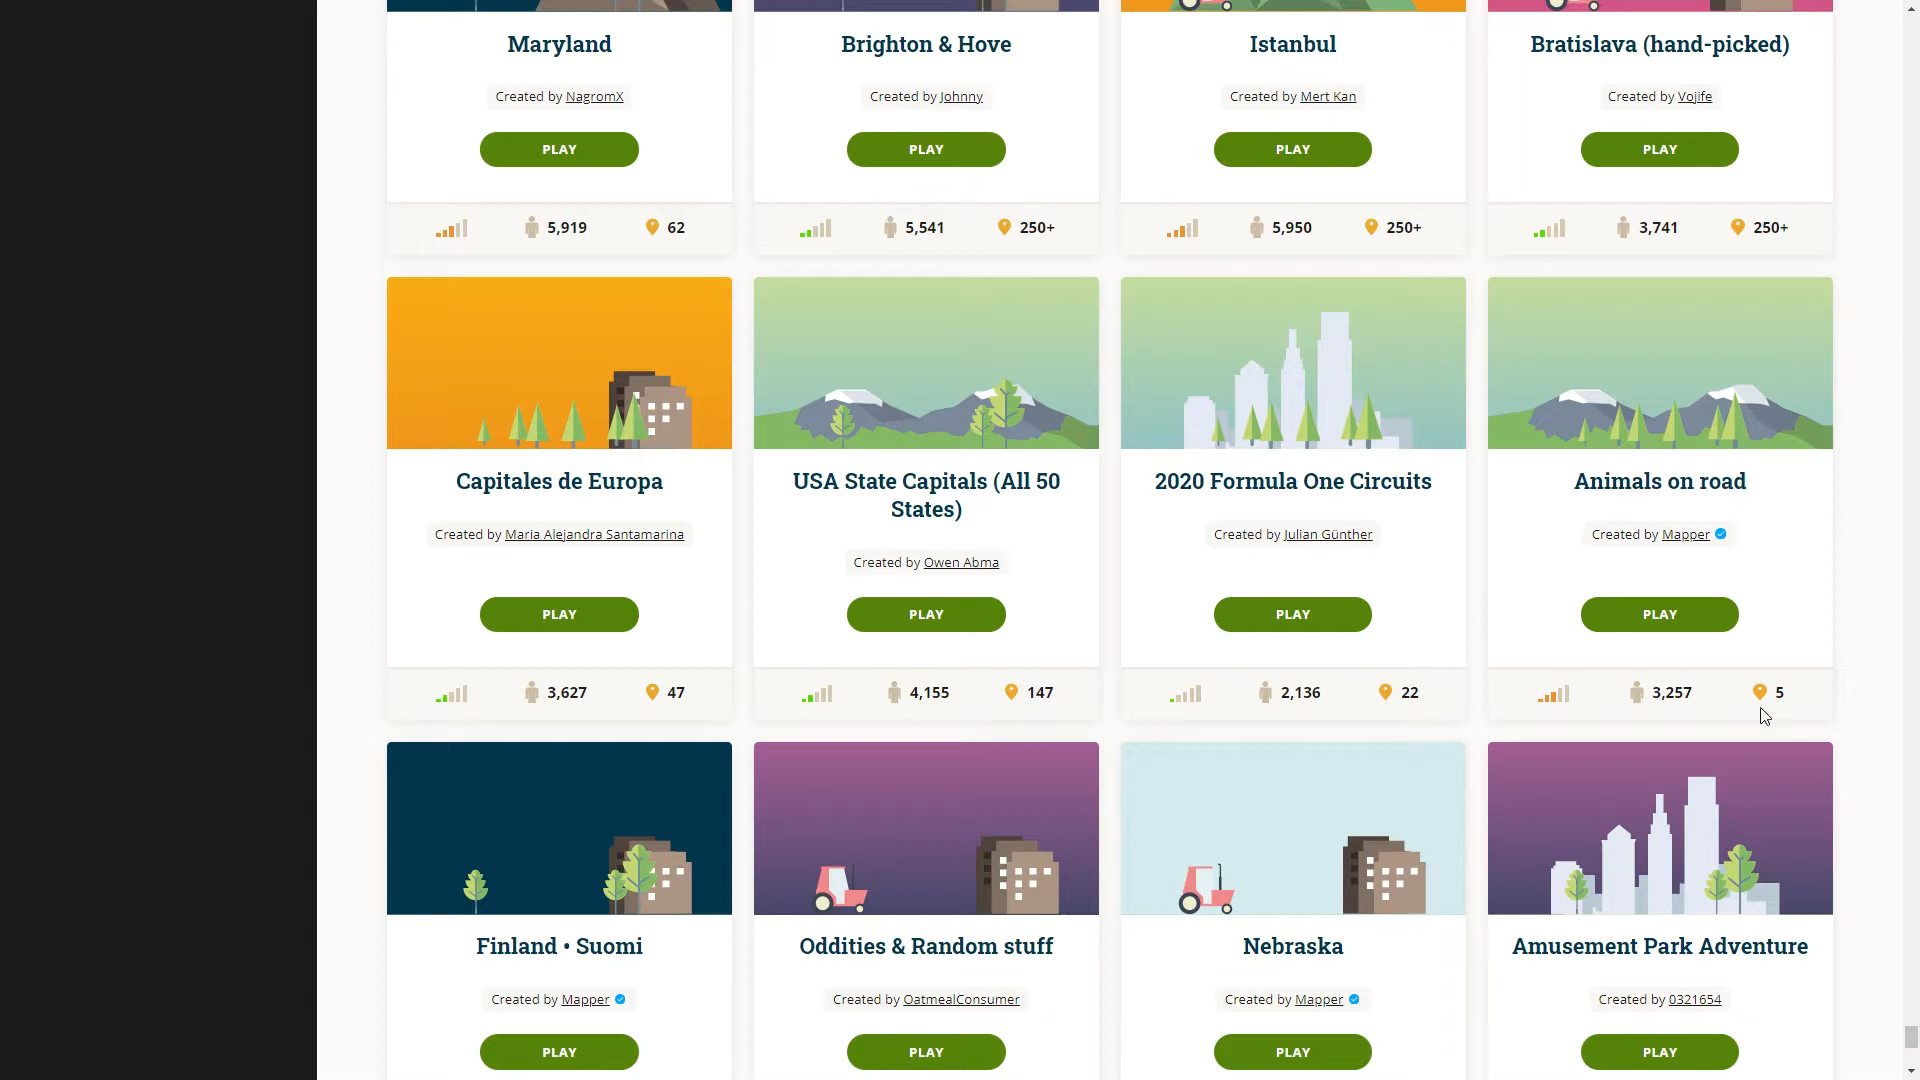 Maryland
Brighton & Hove
Istanbul
Bratislava (hand-picked)
Created by NagromX
Created by Johnny
Created by Mert Kan
Created by Vojife
PLAY
PLAY
PLAY
PLAY
5,919
62
5,541
250+
5,950
250+
3,741
250+
Capitales de Europa
USA State Capitals (All 50
States)
2020 Formula One Circuits
Animals on road
Created by Maria Alejandra Santamarina
Created by Owen Abma
Created by Julian Günther
Created by Mapper
PLAY
PLAY
PLAY
PLAY
3,627
47
4,155
147
2,136
22
3,257
5
Finland • Suomi
Oddities & Random stuff
Nebraska
Amusement Park Adventure
Created by Mapper
Created by OatmealConsumer
Created by Mapper
Created by 0321654
PLAY
PLAY
PLAY
PLAY